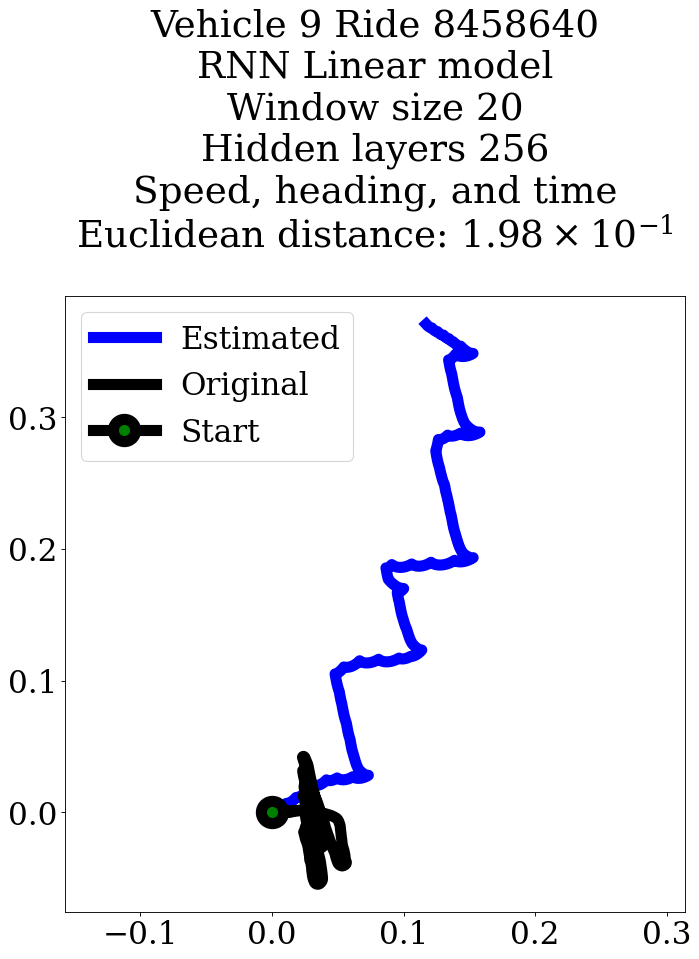 Vehicle 9 Ride 8458640
RNN Linear model
Window size 20
Hidden layers 256
Speed, heading, and time
Euclidean distance: 1.98 × 10⁻¹
Estimated
Original
Start
0.3
0.2
0.1
0.0
−0.1 0.0 0.1 0.2 0.3